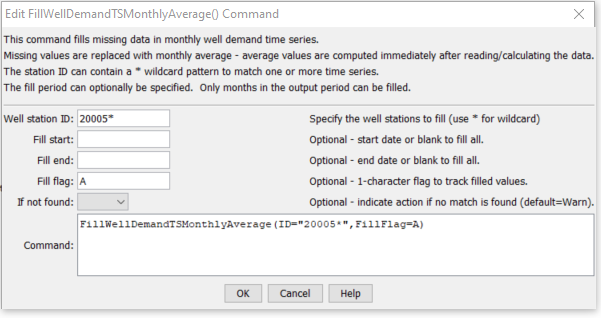 Edit FillWellDemandTSMonthlyAverage() Command
This command fills missing data in monthly well demand time series.
Missing values are replaced with monthly average - average values are computed immediately after reading/calculating the data.
The station ID can contain a * wildcard pattern to match one or more time series.
The fill period can optionally be specified.  Only months in the output period can be filled.
Well station ID: 20005* Specify the well stations to fill (use * for wildcard)
Fill start: Optional - start date or blank to fill all.
Fill end: Optional - end date or blank to fill all.
Fill flag: A Optional - 1-character flag to track filled values.
If not found: Optional - indicate action if no match is found (default=Warn).
FillWellDemandTSMonthlyAverage(ID="20005*",FillFlag=A)
Command:
OK Cancel Help